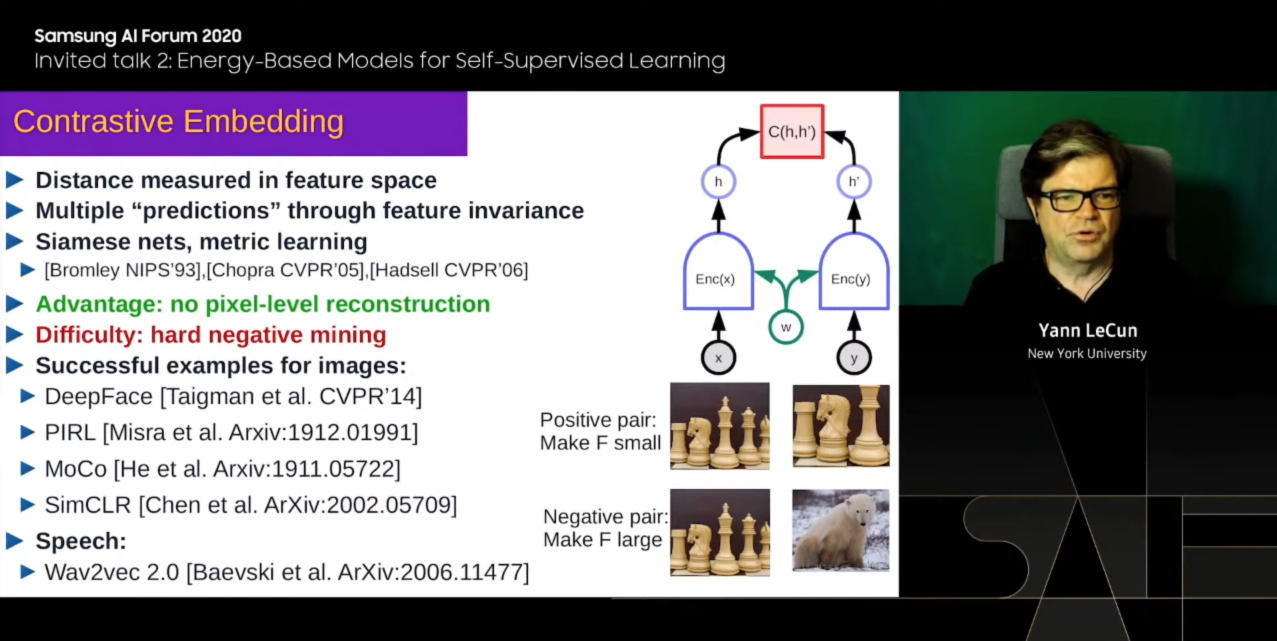 Samsung AI Forum 2020
Invited talk 2: Energy-Based Models for Self-Supervised Learning
Contrastive Embedding
Distance measured in feature space
Multiple “predictions” through feature invariance
Siamese nets, metric learning
[Bromley NIPS’93],[Chopra CVPR’05],[Hadsell CVPR’06]
Advantage: no pixel-level reconstruction
Difficulty: hard negative mining
Successful examples for images:
DeepFace [Taigman et al. CVPR’14]
PIRL [Misra et al. Arxiv:1912.01991]
MoCo [He et al. Arxiv:1911.05722]
SimCLR [Chen et al. ArXiv:2002.05709]
Speech:
Wav2vec 2.0 [Baevski et al. ArXiv:2006.11477]
C(h,h’)
h
h’
Enc(x)
Enc(y)
w
x
y
Positive pair:
Make F small
Negative pair:
Make F large
Yann LeCun
New York University